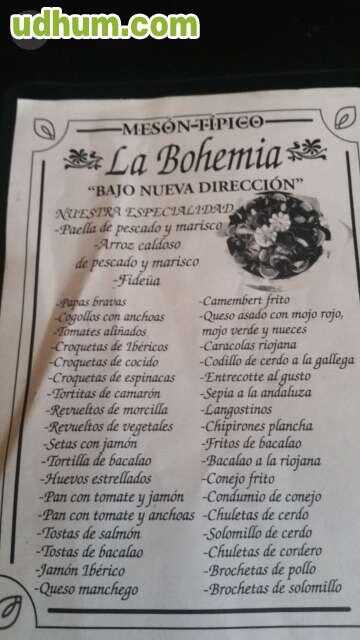 udhum.com
MESÓN TÍPICO
La Bohemia
"BAJO NUEVA DIRECCIÓN"
NUESTRA ESPECIALIDAD
-Paella de pescado y marisco
-Arroz caldoso
de pescado y marisco
-Fideüa
-Papas bravas
-Cogollos con anchoas
-Tomates aliñados
-Croquetas de Ibéricos
-Croquetas de cocido
-Croquetas de espinacas
-Tortitas de camarón
-Revueltos de morcilla
-Revueltos de vegetales
-Setas con jamón
-Tortilla de bacalao
-Huevos estrellados
-Pan con tomate y jamón
-Pan con tomate y anchoas
-Tostas de salmón
-Tostas de bacalao
-Jamón Ibérico
-Queso manchego
-Camembert frito
-Queso asado con mojo rojo,
mojo verde y nueces
-Caracolas riojana
-Codillo de cerdo a la gallega
-Entrecotte al gusto
-Sepia a la andaluza
-Langostinos
-Chipirones plancha
-Fritos de bacalao
-Bacalao a la riojana
-Conejo frito
-Condumio de conejo
-Chuletas de cerdo
-Solomillo de cerdo
-Chuletas de cordero
-Brochetas de pollo
-Brochetas de solomillo